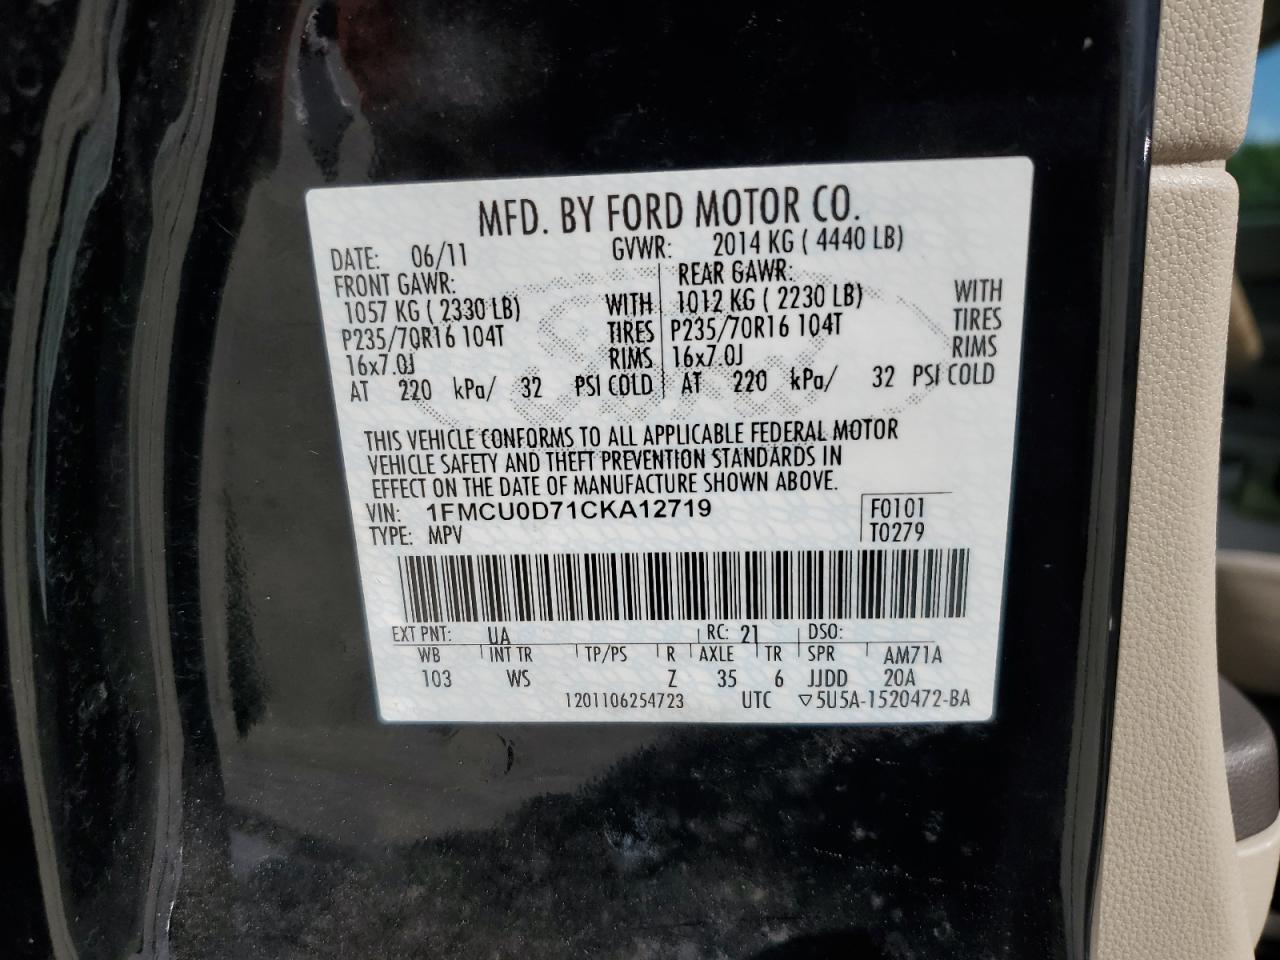 MFD. BY FORD MOTOR CO.
DATE: 06/11 GVWR: 2014 KG ( 4440 LB)
FRONT GAWR: REAR GAWR:
1057 KG ( 2330 LB) WITH 1012 KG ( 2230 LB) WITH
P235/70R16 104T TIRES P235/70R16 104T TIRES
16x7.0J RIMS 16x7.0J RIMS
AT 220 kPa/ 32 PSI COLD AT 220 kPa/ 32 PSI COLD
THIS VEHICLE CONFORMS TO ALL APPLICABLE FEDERAL MOTOR
VEHICLE SAFETY AND THEFT PREVENTION STANDARDS IN
EFFECT ON THE DATE OF MANUFACTURE SHOWN ABOVE.
VIN: 1FMCU0D71CKA12719 F0101
TYPE: MPV T0279
EXT PNT: UA RC: 21 DSO:
WB INT TR TP/PS R AXLE TR SPR AM71A
103 WS Z 35 6 JJDD 20A
1201106254723 UTC ▽5U5A-1520472-BA